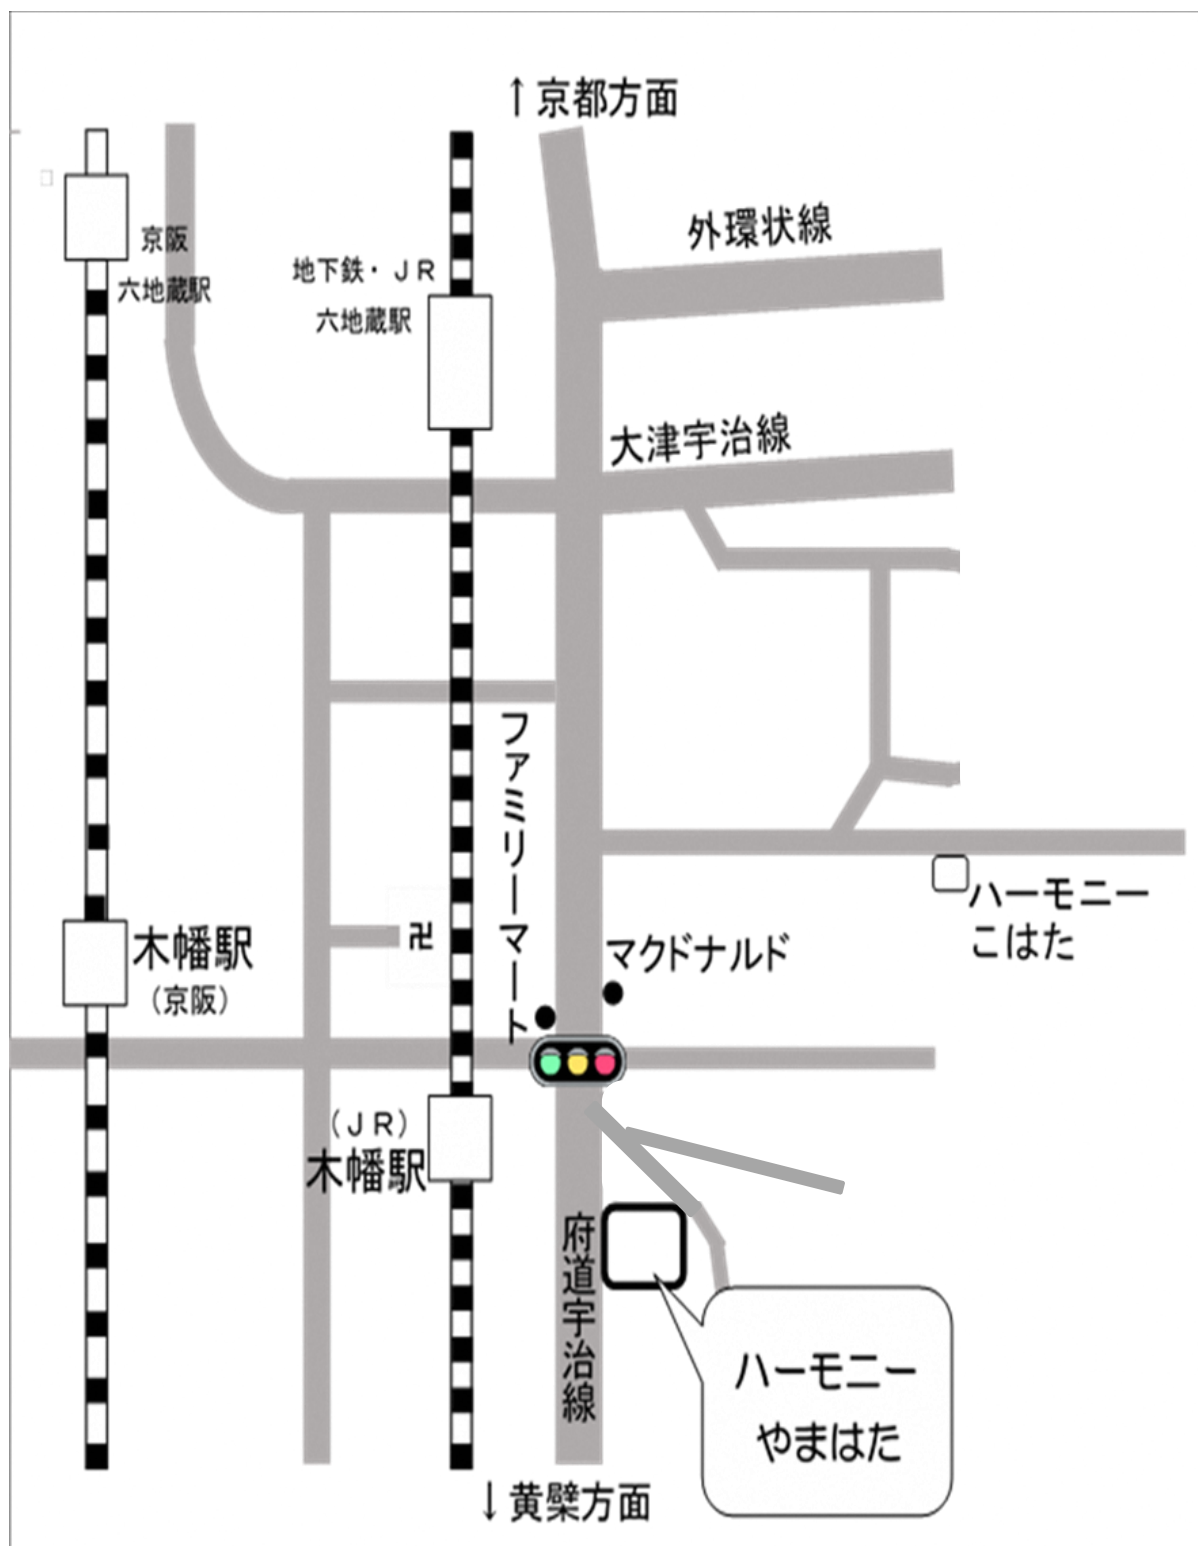 ↑京都方面
外環状線
京阪
六地蔵駅
地下鉄・JR
六地蔵駅
大津宇治線
ファミリーマート
卍
マクドナルド
ハーモニー
こはた
木幡駅
(京阪)
(JR)
木幡駅
府道宇治線
ハーモニー
やまはた
↓黄檗方面